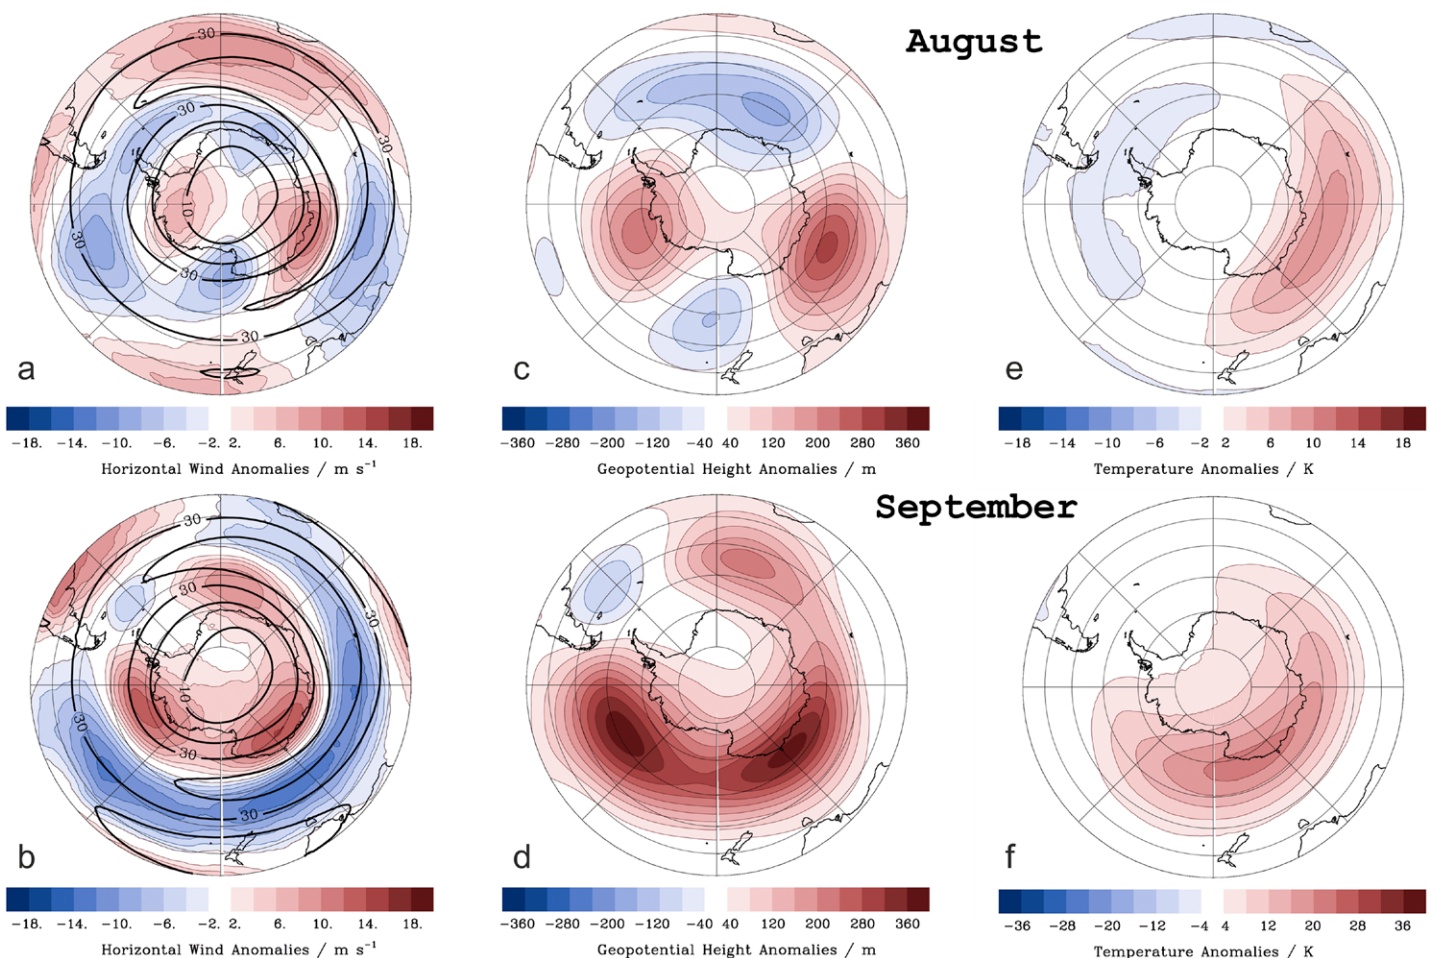 August
30
30
30
10
30
30
30
a
c
e
-18. -14. -10. -6. -2. 2. 6. 10. 14. 18.
-360 -280 -200 -120 -40 40 120 200 280 360
-18 -14 -10 -6 -2 2 6 10 14 18
Horizontal Wind Anomalies / m s⁻¹
Geopotential Height Anomalies / m
Temperature Anomalies / K
September
30
30
30
10
30
30
30
b
d
f
-18. -14. -10. -6. -2. 2. 6. 10. 14. 18.
-360 -280 -200 -120 -40 40 120 200 280 360
-36 -28 -20 -12 -4 4 12 20 28 36
Horizontal Wind Anomalies / m s⁻¹
Geopotential Height Anomalies / m
Temperature Anomalies / K